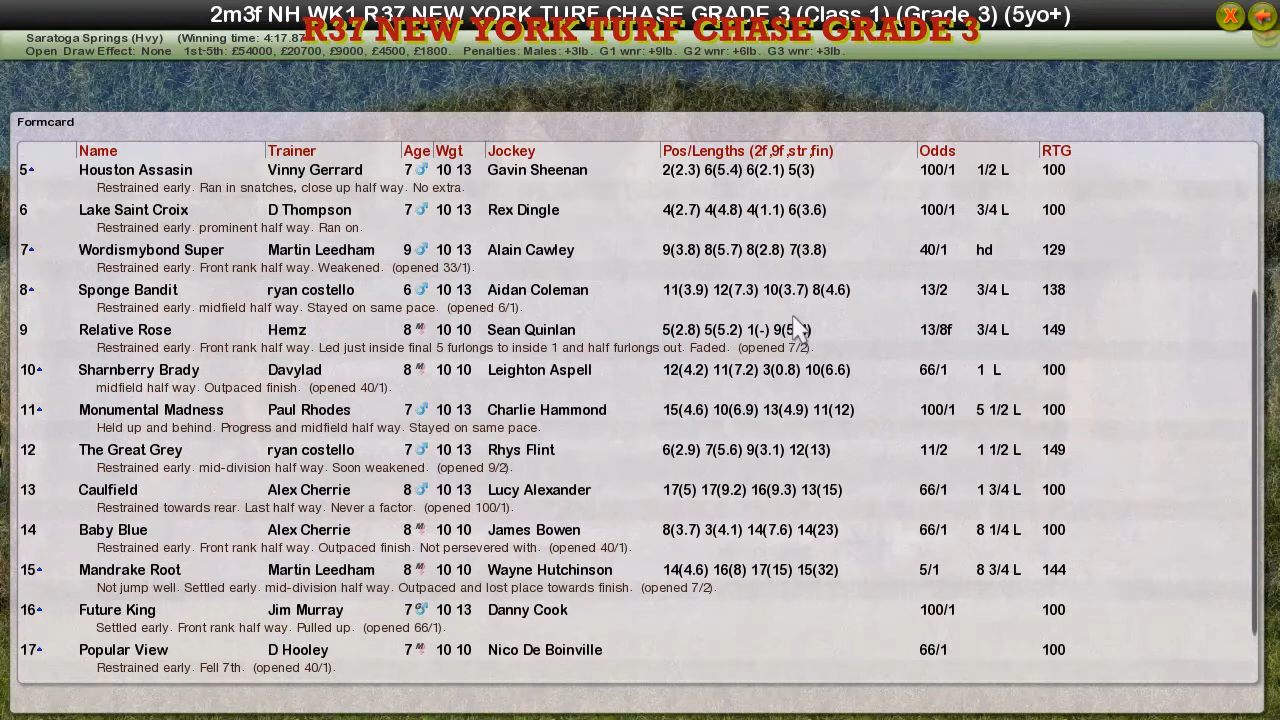 2m3f NH WK1 R37 NEW YORK TURF CHASE GRADE 3 (Class 1) (Grade 3) (5yo+)
R37 NEW YORK TURF CHASE GRADE 3
Saratoga Springs (Hvy) (Winning time: 4:17.87
Open Draw Effect: None 1st-5th: £54000, £20700, £9000, £4500, £1800. Penalties: Males: +3lb. G1 wnr: +9lb. G2 wnr: +6lb. G3 wnr: +3lb.
Formcard
Name Trainer Age Wgt Jockey Pos/Lengths (2f,9f,str,fin) Odds RTG
5 Houston Assasin Vinny Gerrard 7 10 13 Gavin Sheenan 2(2.3) 6(5.4) 6(2.1) 5(3) 100/1 1/2 L 100
Restrained early. Ran in snatches, close up half way. No extra.
6 Lake Saint Croix D Thompson 7 10 13 Rex Dingle 4(2.7) 4(4.8) 4(1.1) 6(3.6) 100/1 3/4 L 100
Restrained early. prominent half way. Ran on.
7 Wordismybond Super Martin Leedham 9 10 13 Alain Cawley 9(3.8) 8(5.7) 8(2.8) 7(3.8) 40/1 hd 129
Restrained early. Front rank half way. Weakened. (opened 33/1).
8 Sponge Bandit ryan costello 6 10 13 Aidan Coleman 11(3.9) 12(7.3) 10(3.7) 8(4.6) 13/2 3/4 L 138
Restrained early. midfield half way. Stayed on same pace. (opened 6/1).
9 Relative Rose Hemz 8 10 10 Sean Quinlan 5(2.8) 5(5.2) 1(-) 13/8f 3/4 L 149
Restrained early. Front rank half way. Led just inside final 5 furlongs to inside 1 and half furlongs out. Faded. (opened 7/2).
10 Sharnberry Brady Davylad 8 10 10 Leighton Aspell 12(4.2) 11(7.2) 3(0.8) 10(6.6) 66/1 1 L 100
midfield half way. Outpaced finish. (opened 40/1).
11 Monumental Madness Paul Rhodes 7 10 13 Charlie Hammond 15(4.6) 10(6.9) 13(4.9) 11(12) 100/1 5 1/2 L 100
Held up and behind. Progress and midfield half way. Stayed on same pace.
12 The Great Grey ryan costello 7 10 13 Rhys Flint 6(2.9) 7(5.6) 9(3.1) 12(13) 11/2 1 1/2 L 149
Restrained early. mid-division half way. Soon weakened. (opened 9/2).
13 Caulfield Alex Cherrie 8 10 13 Lucy Alexander 17(5) 17(9.2) 16(9.3) 13(15) 66/1 1 3/4 L 100
Restrained towards rear. Last half way. Never a factor. (opened 100/1).
14 Baby Blue Alex Cherrie 8 10 10 James Bowen 8(3.7) 3(4.1) 14(7.6) 14(23) 66/1 8 1/4 L 100
Restrained early. Front rank half way. Outpaced finish. Not persevered with. (opened 40/1).
15 Mandrake Root Martin Leedham 8 10 10 Wayne Hutchinson 14(4.6) 16(8) 17(15) 15(32) 5/1 8 3/4 L 144
Not jump well. Settled early. mid-division half way. Outpaced and lost place towards finish. (opened 7/2).
16 Future King Jim Murray 7 10 13 Danny Cook 100/1 100
Settled early. Front rank half way. Pulled up. (opened 66/1).
17 Popular View D Hooley 7 10 10 Nico De Boinville 66/1 100
Restrained early. Fell 7th. (opened 40/1).